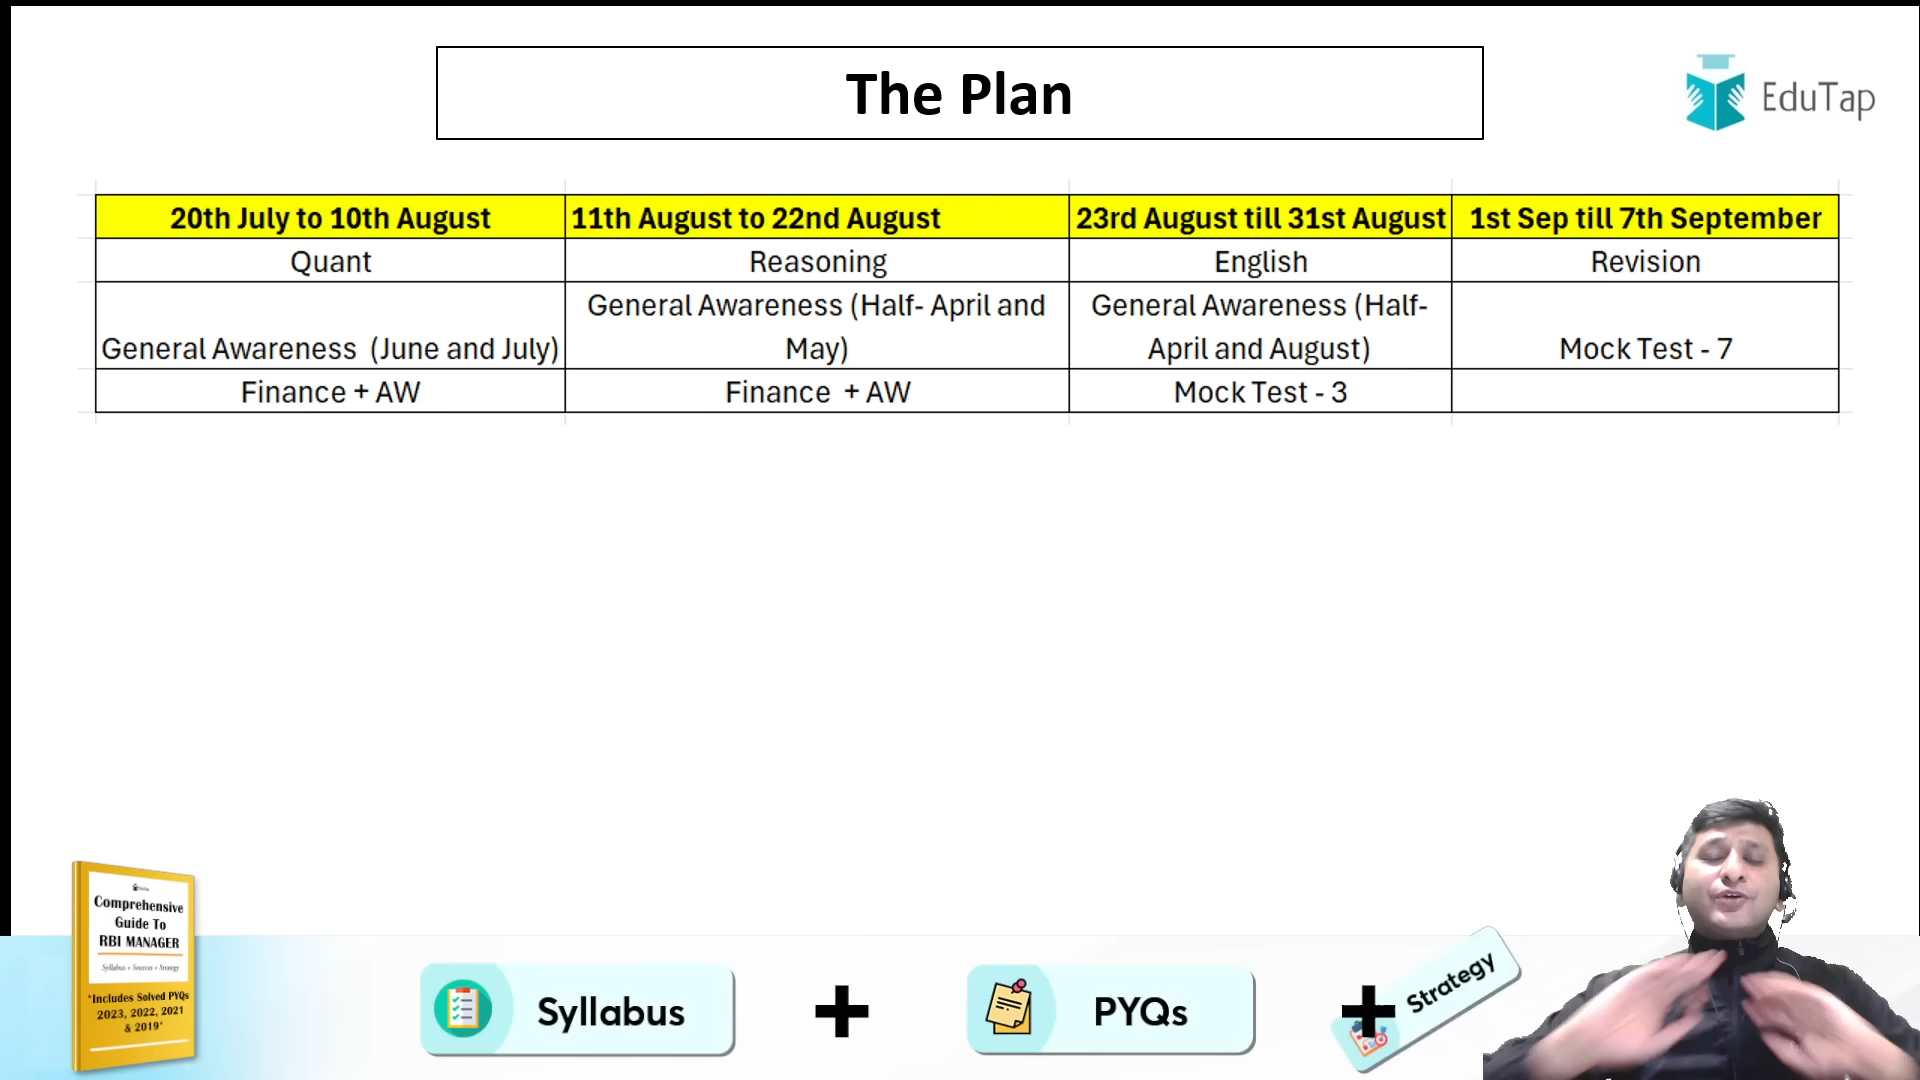 The Plan
EduTap
20th July to 10th August 11th August to 22nd August 23rd August till 31st August 1st Sep till 7th September
Quant Reasoning English Revision
General Awareness (June and July) General Awareness (Half- April and May) General Awareness (Half- April and August) Mock Test - 7
Finance + AW Finance + AW Mock Test - 3
Comprehensive
Guide To
RBI MANAGER
Syllabus + Sources + Strategy
*Includes Solved PYQs
2023, 2022, 2021
& 2019*
Syllabus + PYQs + Strategy